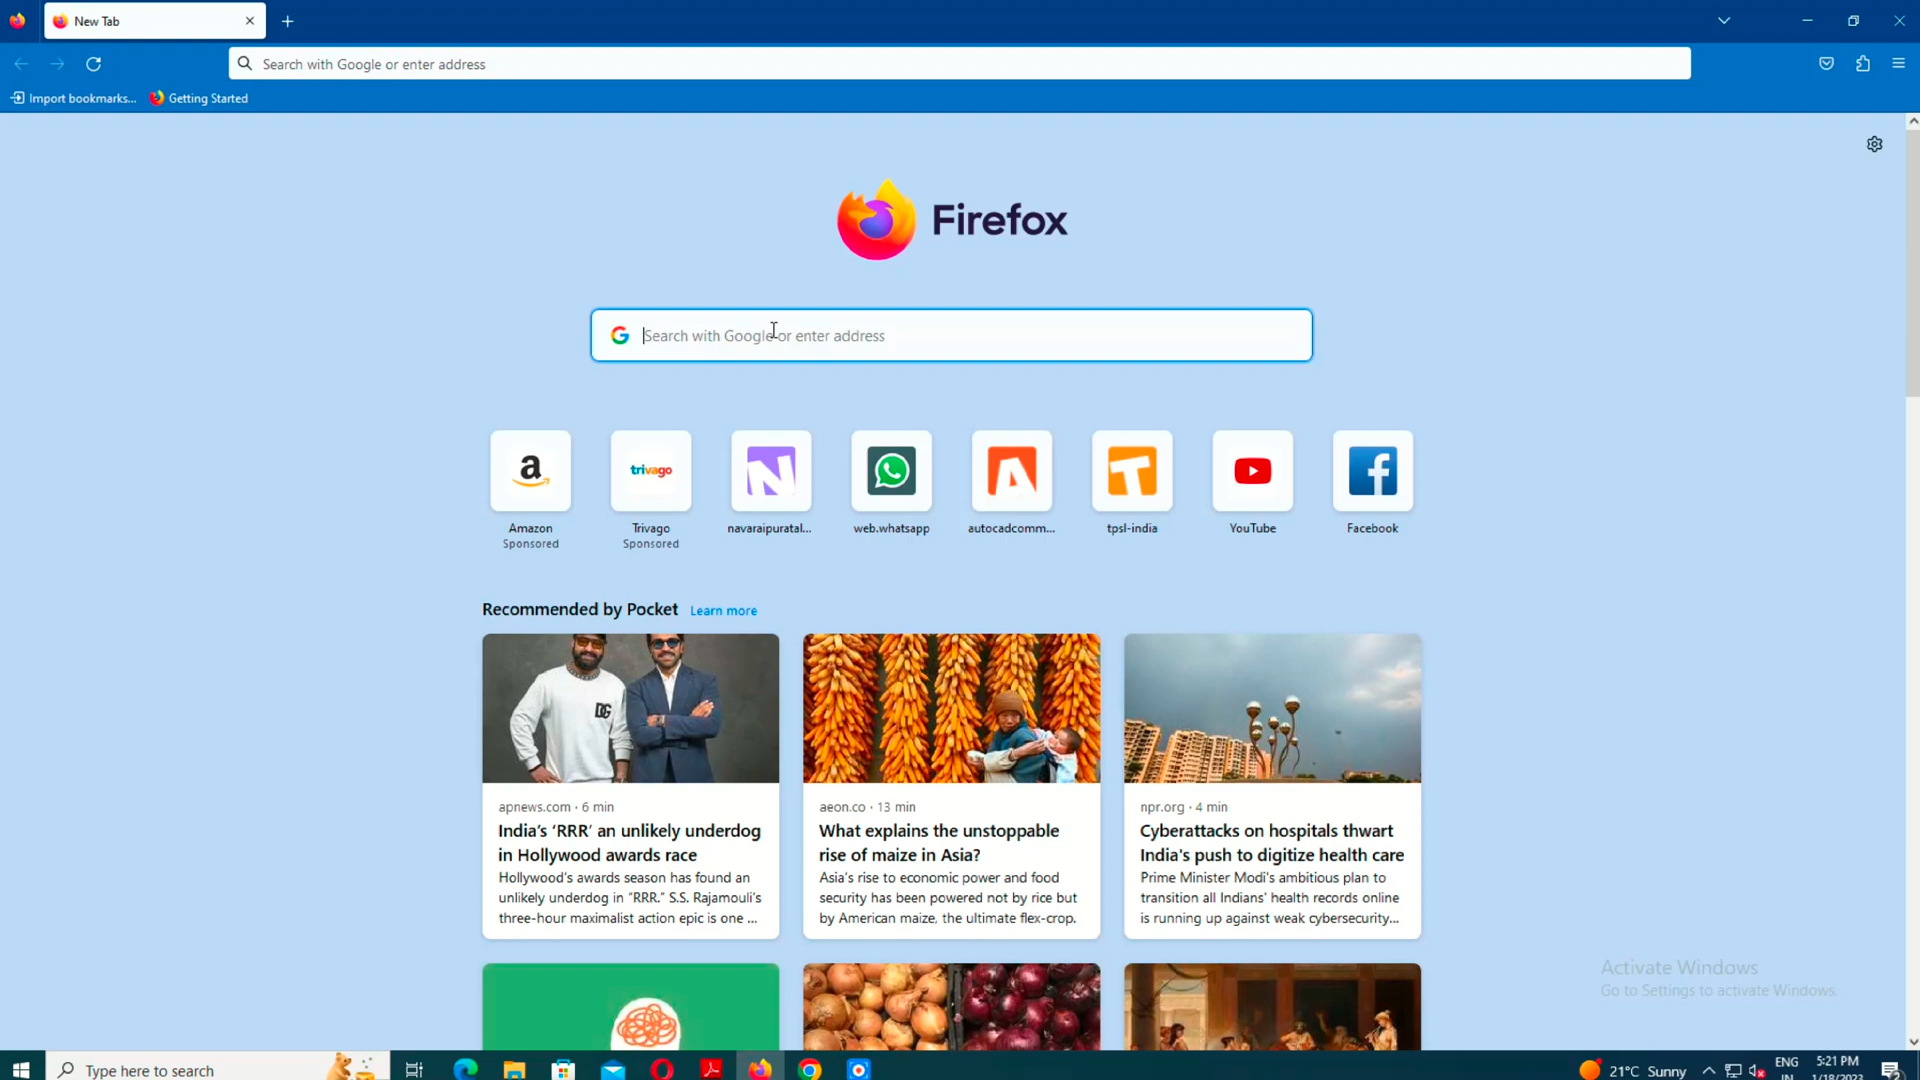 New Tab
Search with Google or enter address
Import bookmarks...
Getting Started
Firefox
Search with Google or enter address
a
trivago
N
A
T
f
Amazon
Sponsored
Trivago
Sponsored
navaraipuratal...
web.whatsapp
autocadcomm...
tpsl-india
YouTube
Facebook
Recommended by Pocket Learn more
DG
apnews.com · 6 min
India's 'RRR' an unlikely underdog
in Hollywood awards race
Hollywood's awards season has found an
unlikely underdog in "RRR." S.S. Rajamouli's
three-hour maximalist action epic is one ...
aeon.co · 13 min
What explains the unstoppable
rise of maize in Asia?
Asia's rise to economic power and food
security has been powered not by rice but
by American maize, the ultimate flex-crop.
npr.org · 4 min
Cyberattacks on hospitals thwart
India's push to digitize health care
Prime Minister Modi's ambitious plan to
transition all Indians' health records online
is running up against weak cybersecurity...
Activate Windows
Go to Settings to activate Windows.
Type here to search
21°C Sunny
ENG
IN
5:21 PM
1/18/2023
2